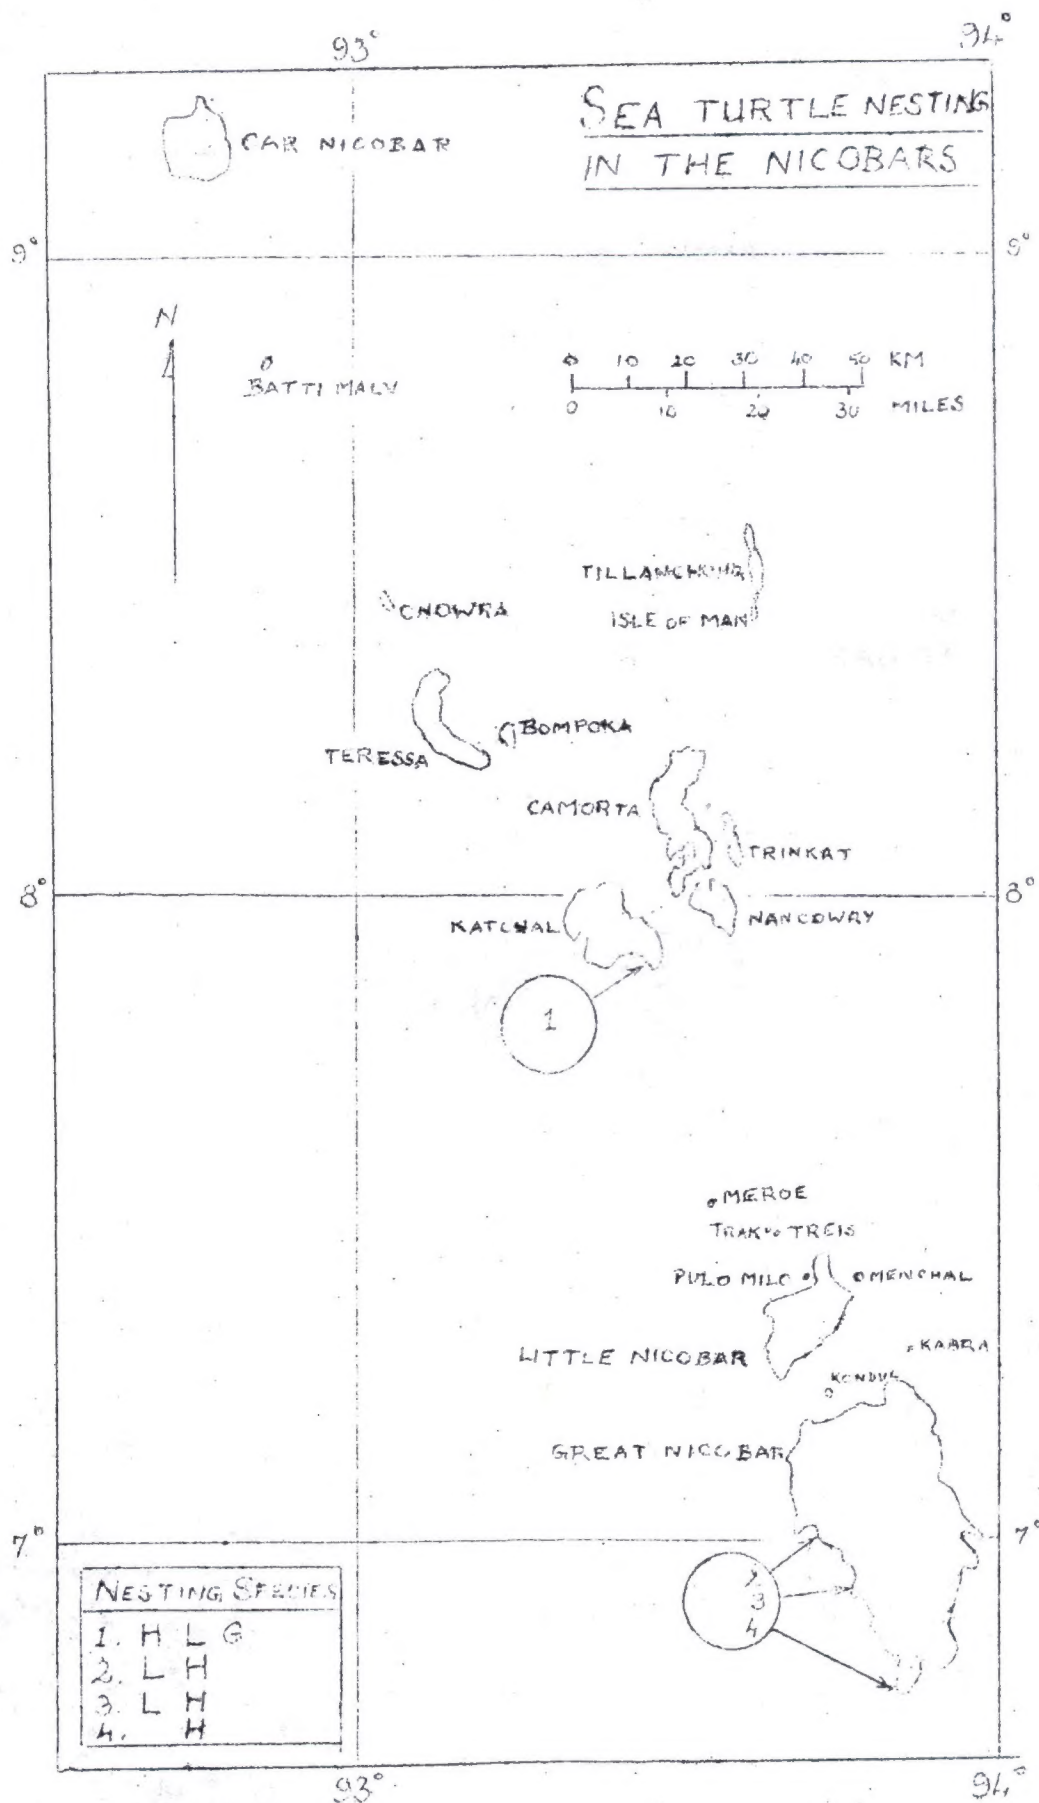 93° 94°
SEA TURTLE NESTING
IN THE NICOBARS
CAR NICOBAR
9° 9°
N
0 10 20 30 40 50 KM
0 10 20 30 MILES
BATTI MALV
TILLANCHONG
CHOWRA
ISLE OF MAN
BOMPOKA
TERESSA
CAMORTA
TRINKAT
8° 8°
KATCHAL
NANCOWRY
1
MEROE
TRAK TREIS
PULO MILO
MENCHAL
KABRA
LITTLE NICOBAR
KONDUL
GREAT NICOBAR
7° 7°
3
4
NESTING SPECIES
1. H L G
2. L H
3. L H
4. H
93° 94°